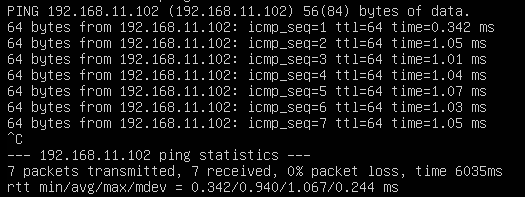 PING 192.168.11.102 (192.168.11.102) 56(84) bytes of data.
64 bytes from 192.168.11.102: icmp_seq=1 ttl=64 time=0.342 ms
64 bytes from 192.168.11.102: icmp_seq=2 ttl=64 time=1.05 ms
64 bytes from 192.168.11.102: icmp_seq=3 ttl=64 time=1.01 ms
64 bytes from 192.168.11.102: icmp_seq=4 ttl=64 time=1.04 ms
64 bytes from 192.168.11.102: icmp_seq=5 ttl=64 time=1.07 ms
64 bytes from 192.168.11.102: icmp_seq=6 ttl=64 time=1.03 ms
64 bytes from 192.168.11.102: icmp_seq=7 ttl=64 time=1.05 ms
^C
--- 192.168.11.102 ping statistics ---
7 packets transmitted, 7 received, 0% packet loss, time 6035ms
rtt min/avg/max/mdev = 0.342/0.940/1.067/0.244 ms